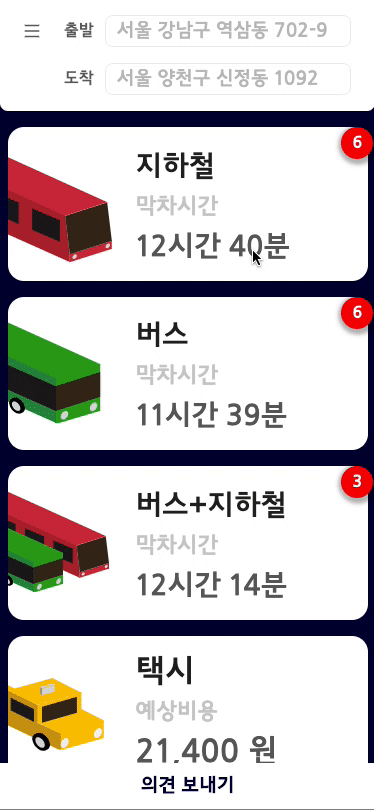 출발 서울 강남구 역삼동 702-9
도착 서울 양천구 신정동 1092
6
지하철
막차시간
12시간 40분
6
버스
막차시간
11시간 39분
3
버스+지하철
막차시간
12시간 14분
택시
예상비용
21,400 원
의견 보내기